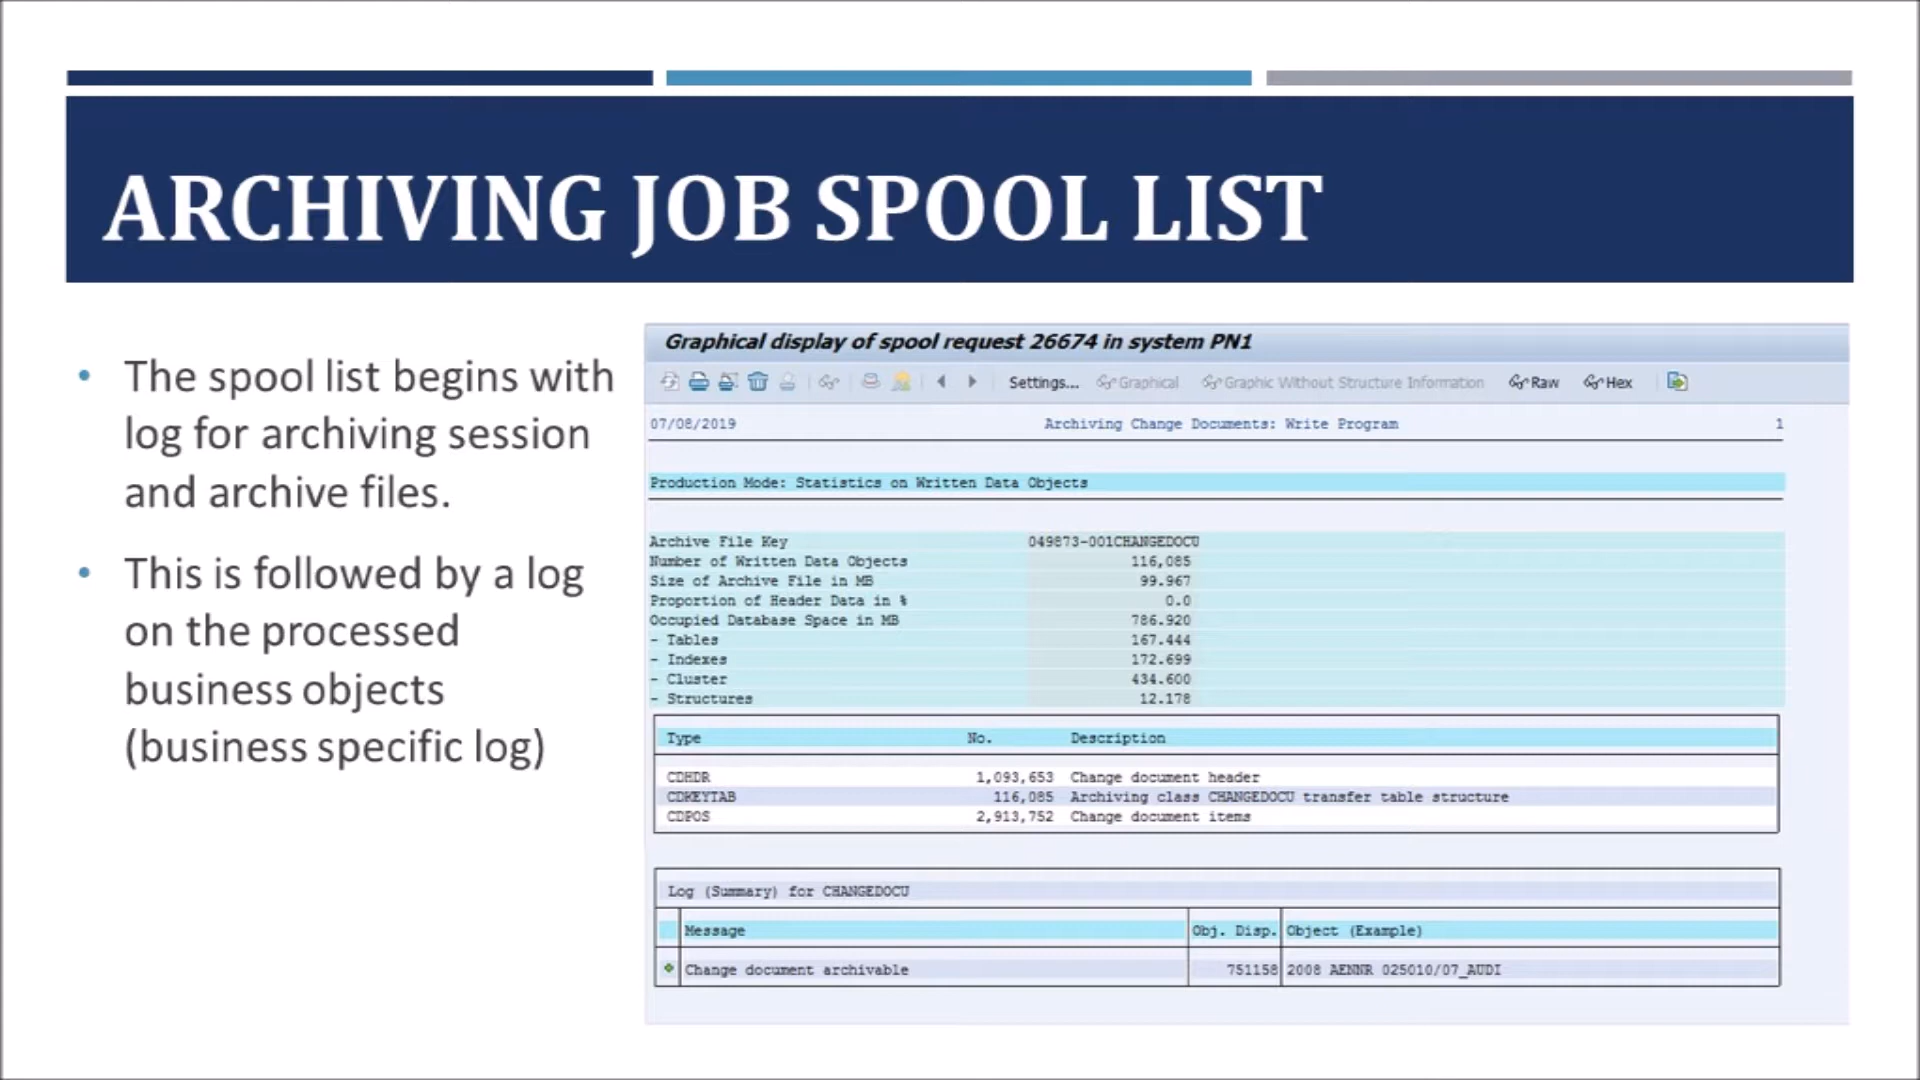 ARCHIVING JOB SPOOL LIST
• The spool list begins with
log for archiving session
and archive files.
• This is followed by a log
on the processed
business objects
(business specific log)
Graphical display of spool request 26674 in system PN1
Settings... Graphical Graphic Without Structure Information Raw Hex
07/08/2019 Archiving Change Documents: Write Program 1
Production Mode: Statistics on Written Data Objects
Archive File Key 049873-001CHANGEDOCU
Number of Written Data Objects 116,085
Size of Archive File in MB 99.967
Proportion of Header Data in % 0.0
Occupied Database Space in MB 786.920
- Tables 167.444
- Indexes 172.699
- Cluster 434.600
- Structures 12.178
Type No. Description
CDHDR 1,093,653 Change document header
CDKEYTAB 116,085 Archiving class CHANGEDOCU transfer table structure
CDPOS 2,913,752 Change document items
Log (Summary) for CHANGEDOCU
Message Obj. Disp. Object (Example)
Change document archivable 751158 2008 AENNR 025010/07_AUDI